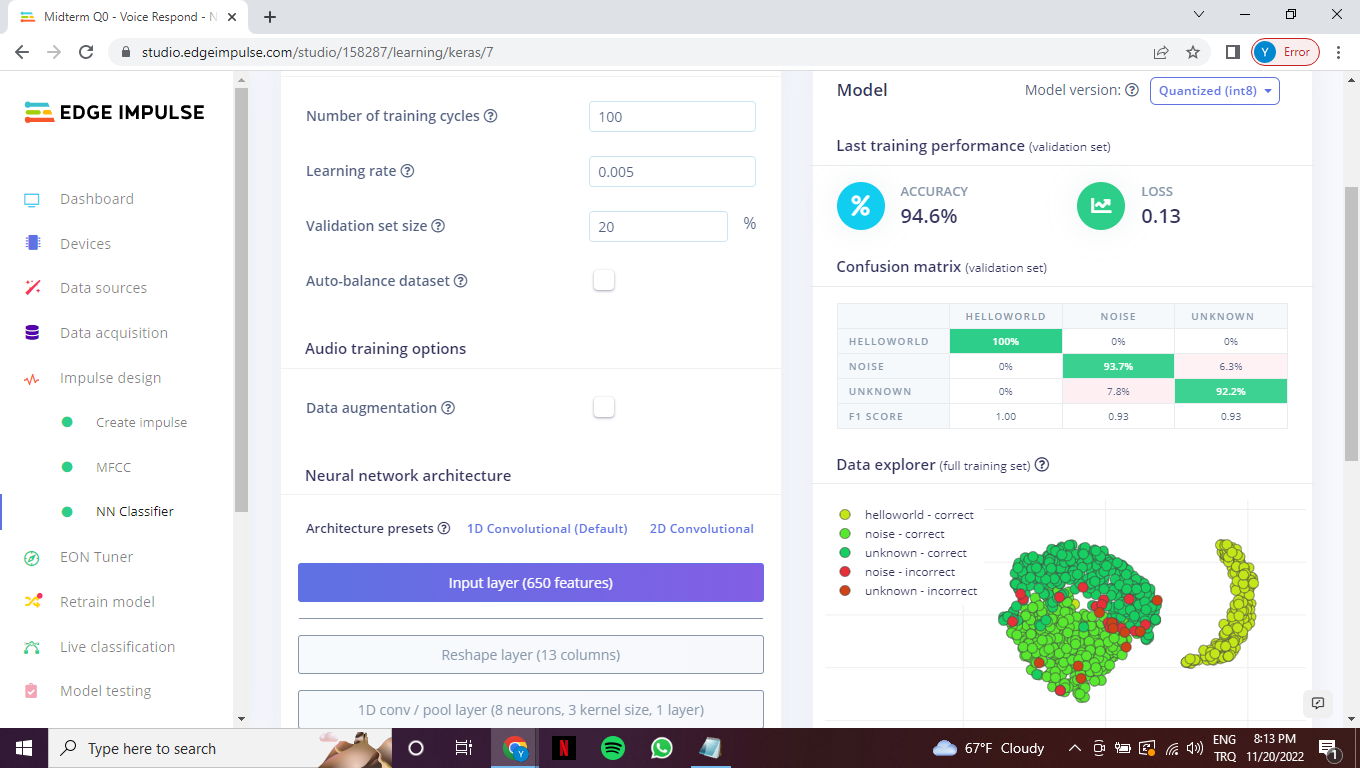 Midterm Q0 - Voice Respond - N
studio.edgeimpulse.com/studio/158287/learning/keras/7
Y Error
EDGE IMPULSE
Dashboard
Devices
Data sources
Data acquisition
Impulse design
Create impulse
MFCC
NN Classifier
EON Tuner
Retrain model
Live classification
Model testing
Number of training cycles ? 100
Learning rate ? 0.005
Validation set size ? 20 %
Auto-balance dataset ?
Audio training options
Data augmentation ?
Neural network architecture
Architecture presets ? 1D Convolutional (Default) 2D Convolutional
Input layer (650 features)
Reshape layer (13 columns)
1D conv / pool layer (8 neurons, 3 kernel size, 1 layer)
Model Model version: ? Quantized (int8)
Last training performance (validation set)
% ACCURACY
94.6%
LOSS
0.13
Confusion matrix (validation set)
HELLOWORLD NOISE UNKNOWN
HELLOWORLD 100% 0% 0%
NOISE 0% 93.7% 6.3%
UNKNOWN 0% 7.8% 92.2%
F1 SCORE 1.00 0.93 0.93
Data explorer (full training set) ?
helloworld - correct
noise - correct
unknown - correct
noise - incorrect
unknown - incorrect
Type here to search
Y
N
67°F Cloudy
ENG
TRQ
8:13 PM
11/20/2022
1